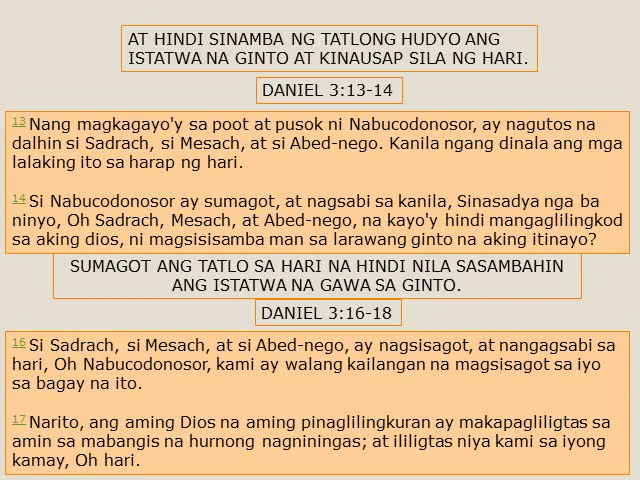 AT HINDI SINAMBA NG TATLONG HUDYO ANG
ISTATWA NA GINTO AT KINAUSAP SILA NG HARI.
DANIEL 3:13-14
13 Nang magkagayo'y sa poot at pusok ni Nabucodonosor, ay nagutos na
dalhin si Sadrach, si Mesach, at si Abed-nego. Kanila ngang dinala ang mga
lalaking ito sa harap ng hari.
14 Si Nabucodonosor ay sumagot, at nagsabi sa kanila, Sinasadya nga ba
ninyo, Oh Sadrach, Mesach, at Abed-nego, na kayo'y hindi mangaglilingkod
sa aking dios, ni magsisisamba man sa larawang ginto na aking itinayo?
SUMAGOT ANG TATLO SA HARI NA HINDI NILA SASAMBAHIN
ANG ISTATWA NA GAWA SA GINTO.
DANIEL 3:16-18
16 Si Sadrach, si Mesach, at si Abed-nego, ay nagsisagot, at nangagsabi sa
hari, Oh Nabucodonosor, kami ay walang kailangan na magsisagot sa iyo
sa bagay na ito.
17 Narito, ang aming Dios na aming pinaglilingkuran ay makapagliligtas sa
amin sa mabangis na hurnong nagniningas; at ililigtas niya kami sa iyong
kamay, Oh hari.